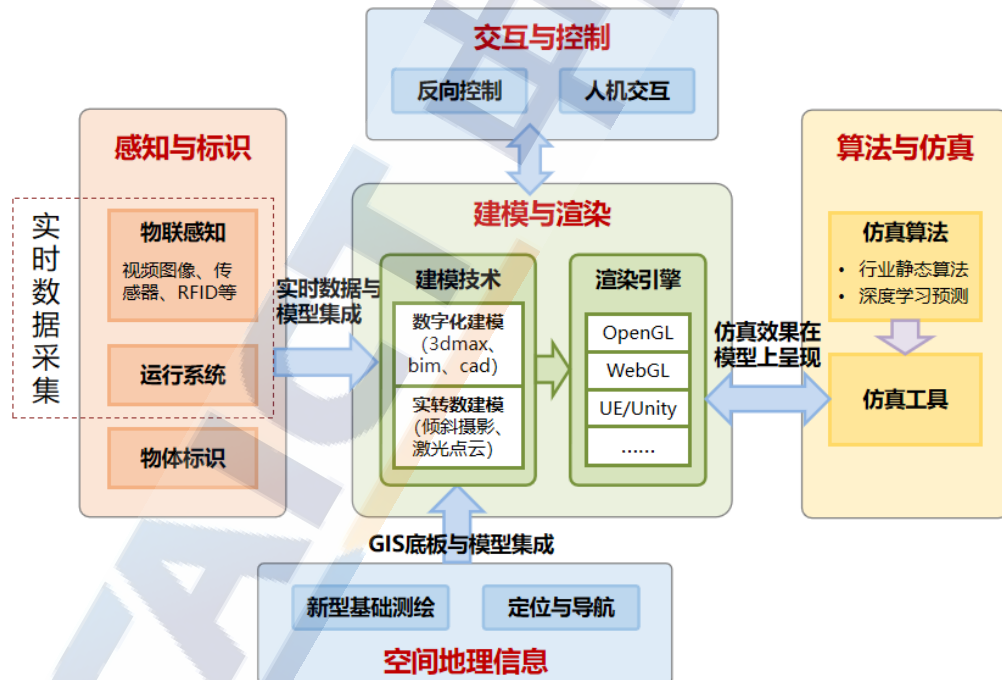 交互与控制
反向控制
人机交互
感知与标识
实时数据采集
物联感知
视频图像、传
感器、RFID等
运行系统
物体标识
实时数据与
模型集成
建模与渲染
建模技术
数字化建模
(3dmax、
bim、cad)
实转数建模
(倾斜摄影、
激光点云)
渲染引擎
OpenGL
WebGL
UE/Unity
……
仿真效果在
模型上呈现
算法与仿真
仿真算法
• 行业静态算法
• 深度学习预测
仿真工具
GIS底板与模型集成
新型基础测绘
定位与导航
空间地理信息